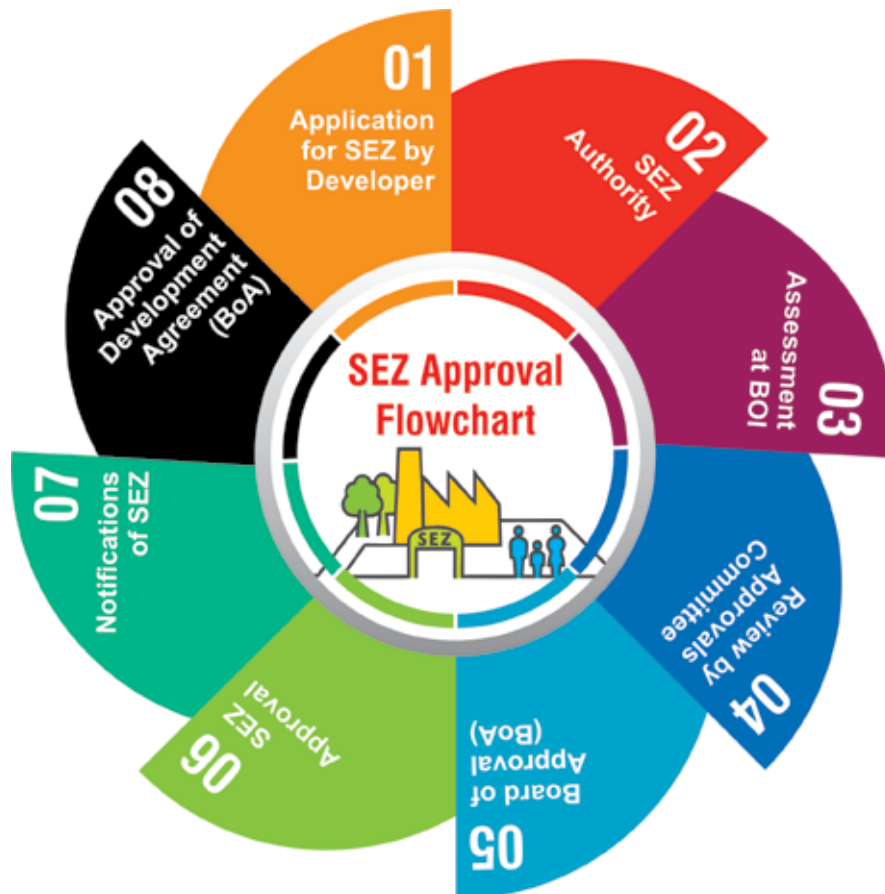 SEZ Approval
Flowchart
SEZ
01
Application
for SEZ by
Developer
02
SEZ
Authority
03
Assessment
at BOI
04
Review by
Approvals
Committee
05
Board of
Approval
(BoA)
06
SEZ
Approval
07
Notifications
of SEZ
08
Approval of
Development
Agreement
(BoA)